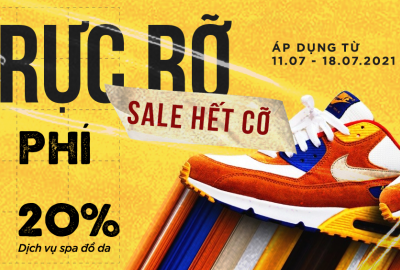 RỰC RỠ
SALE HẾT CỠ
ÁP DỤNG TỪ
11.07 - 18.07.2021
PHÍ
20%
Dịch vụ spa đồ da